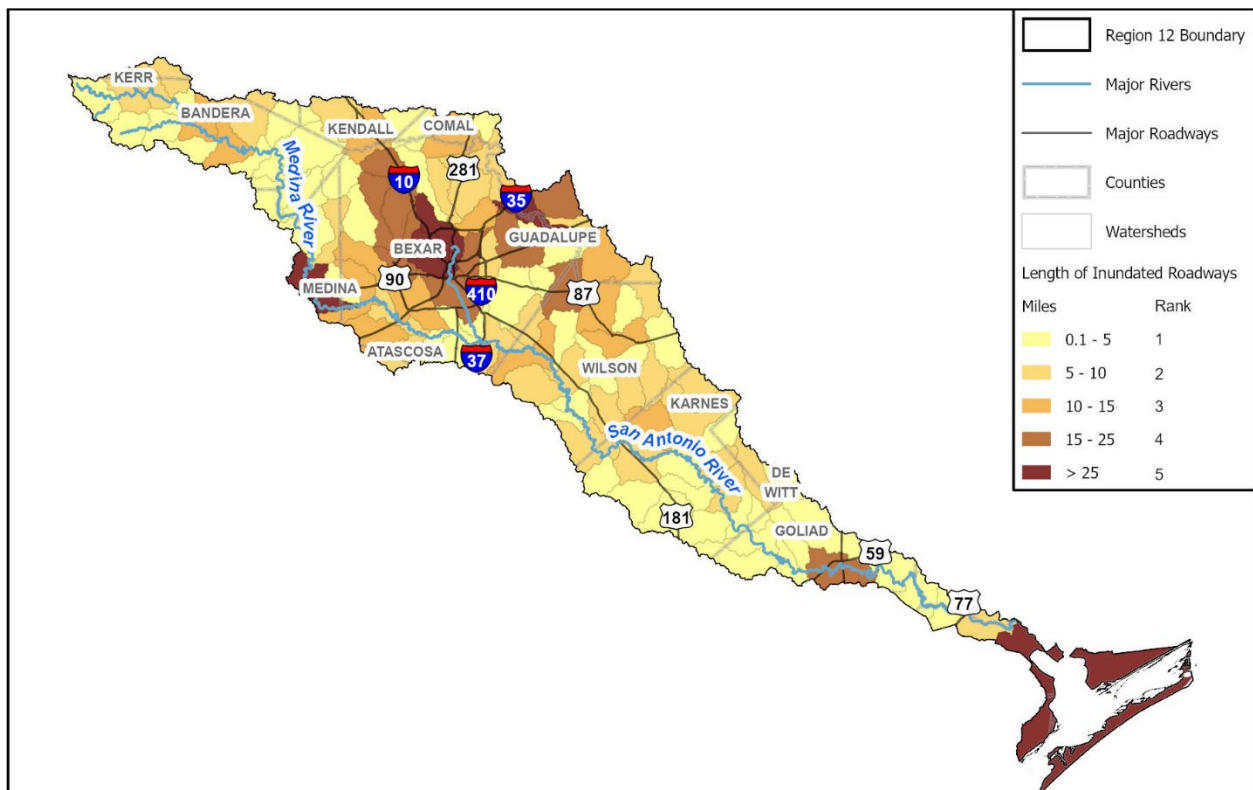 KERR
BANDERA
KENDALL
COMAL
Medina River
10
281
35
BEXAR
GUADALUPE
90
MEDINA
410
87
ATASCOSA
37
WILSON
KARNES
San Antonio River
DE
WITT
181
GOLIAD
59
77
Region 12 Boundary
Major Rivers
Major Roadways
Counties
Watersheds
Length of Inundated Roadways
Miles Rank
0.1 - 5 1
5 - 10 2
10 - 15 3
15 - 25 4
> 25 5